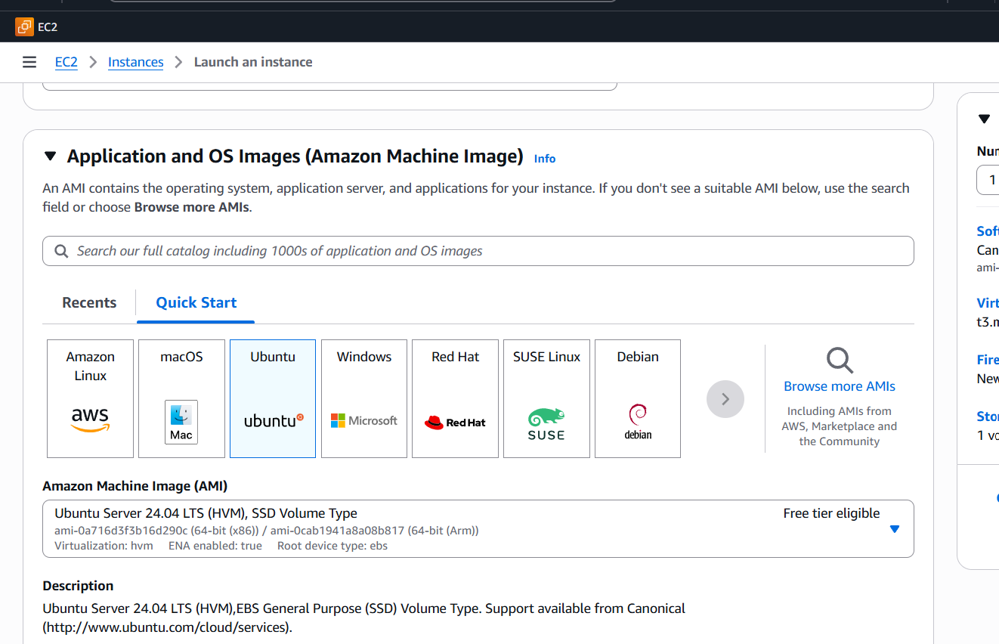 EC2
EC2
Instances
Launch an instance
Application and OS Images (Amazon Machine Image)
Info
An AMI contains the operating system, application server, and applications for your instance. If you don't see a suitable AMI below, use the search
field or choose Browse more AMIs.
Search our full catalog including 1000s of application and OS images
Recents
Quick Start
Amazon
Linux
aws
macOS
Mac
Ubuntu
ubuntu
Windows
Microsoft
Red Hat
Red Hat
SUSE Linux
SUSE
Debian
debian
Browse more AMIs
Including AMIs from
AWS, Marketplace and
the Community
Amazon Machine Image (AMI)
Ubuntu Server 24.04 LTS (HVM), SSD Volume Type
Free tier eligible
ami-0a716d3f3b16d290c (64-bit (x86)) / ami-0cab1941a8a08b817 (64-bit (Arm))
Virtualization: hvm
ENA enabled: true
Root device type: ebs
Description
Ubuntu Server 24.04 LTS (HVM),EBS General Purpose (SSD) Volume Type. Support available from Canonical
(http://www.ubuntu.com/cloud/services).
1
Can
ami-
t3.m
Fire
New
1 vo